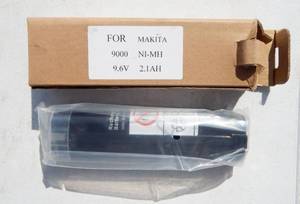 FOR MAKITA
9000 NI-MH
9.6V 2.1AH